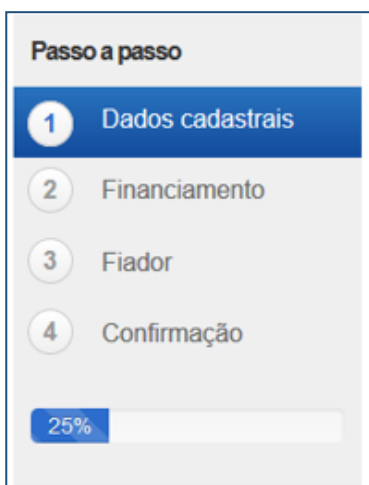 Passo a passo
1 Dados cadastrais
2 Financiamento
3 Fiador
4 Confirmação
25%